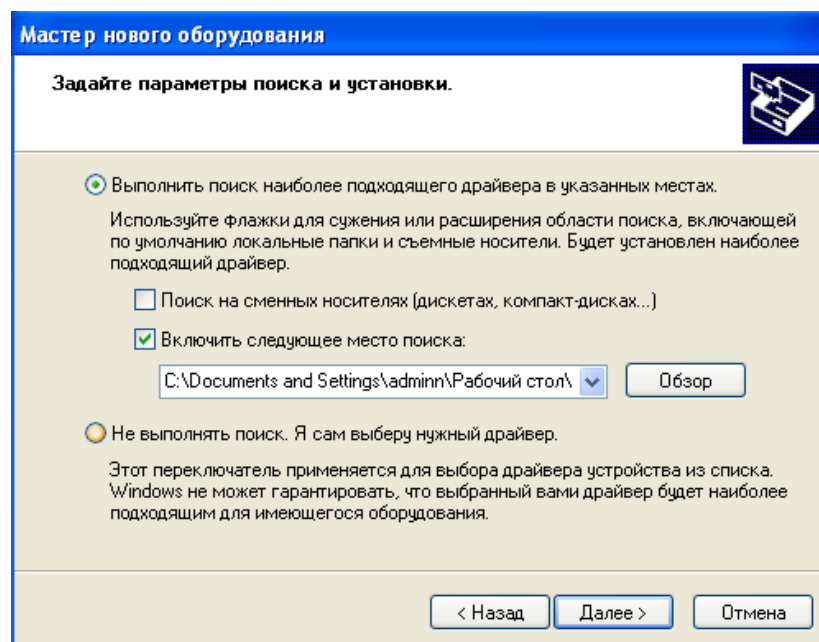 Мастер нового оборудования
Задайте параметры поиска и установки.
Выполнить поиск наиболее подходящего драйвера в указанных местах.
Используйте флажки для сужения или расширения области поиска, включающей
по умолчанию локальные папки и съемные носители. Будет установлен наиболее
подходящий драйвер.
Поиск на сменных носителях (дискетах, компакт-дисках...)
Включить следующее место поиска:
C:\Documents and Settings\adminn\Рабочий стол\
Обзор
Не выполнять поиск. Я сам выберу нужный драйвер.
Этот переключатель применяется для выбора драйвера устройства из списка.
Windows не может гарантировать, что выбранный вами драйвер будет наиболее
подходящим для имеющегося оборудования.
< Назад Далее > Отмена